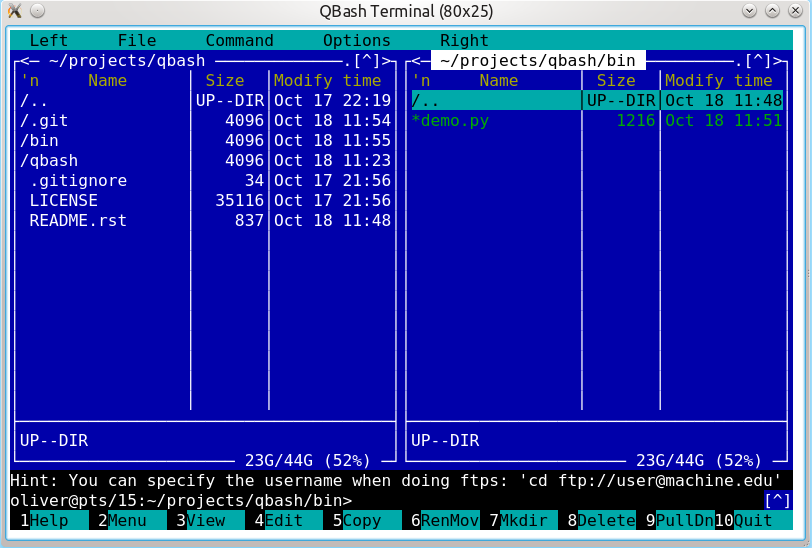 QBash Terminal (80x25)
Left File Command Options Right
<─ ~/projects/qbash ─────────────.[^]>
'n Name Size Modify time
/.. UP--DIR Oct 17 22:19
/.git 4096 Oct 18 11:54
/bin 4096 Oct 18 11:55
/qbash 4096 Oct 18 11:23
.gitignore 34 Oct 17 21:56
LICENSE 35116 Oct 17 21:56
README.rst 837 Oct 18 11:48
UP--DIR
23G/44G (52%)
<─ ~/projects/qbash/bin ─────────.[^]>
'n Name Size Modify time
/.. UP--DIR Oct 18 11:48
*demo.py 1216 Oct 18 11:51
UP--DIR
23G/44G (52%)
Hint: You can specify the username when doing ftps: 'cd ftp://user@machine.edu'
oliver@pts/15:~/projects/qbash/bin> [^]
1Help 2Menu 3View 4Edit 5Copy 6RenMov 7Mkdir 8Delete 9PullDn 10Quit